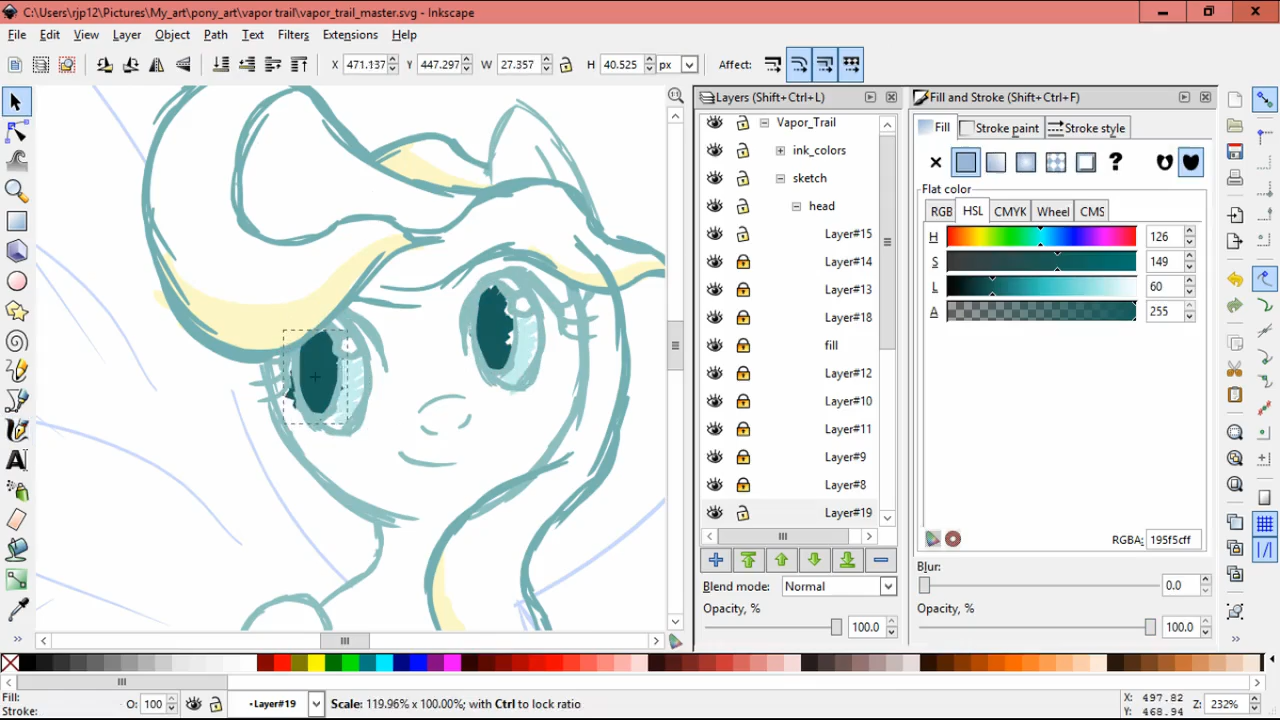 C:\Users\rjp12\Pictures\My_art\pony_art\vapor trail\vapor_trail_master.svg - Inkscape
File Edit View Layer Object Path Text Filters Extensions Help
X 471.137 Y 447.297 W 27.357 H 40.525 px Affect:
Layers (Shift+Ctrl+L)
Vapor_Trail
ink_colors
sketch
head
Layer#15
Layer#14
Layer#13
Layer#18
fill
Layer#12
Layer#10
Layer#11
Layer#9
Layer#8
Layer#19
Blend mode: Normal
Opacity, % 100.0
Fill and Stroke (Shift+Ctrl+F)
Fill Stroke paint Stroke style
?
Flat color
RGB HSL CMYK Wheel CMS
H 126
S 149
L 60
A 255
RGBA: 195f5cff
Blur:
0.0
Opacity, %
100.0
Fill:
Stroke:
O: 100
•Layer#19
Scale: 119.96% x 100.00%; with Ctrl to lock ratio
X: 497.82
Y: 468.94
Z: 232%